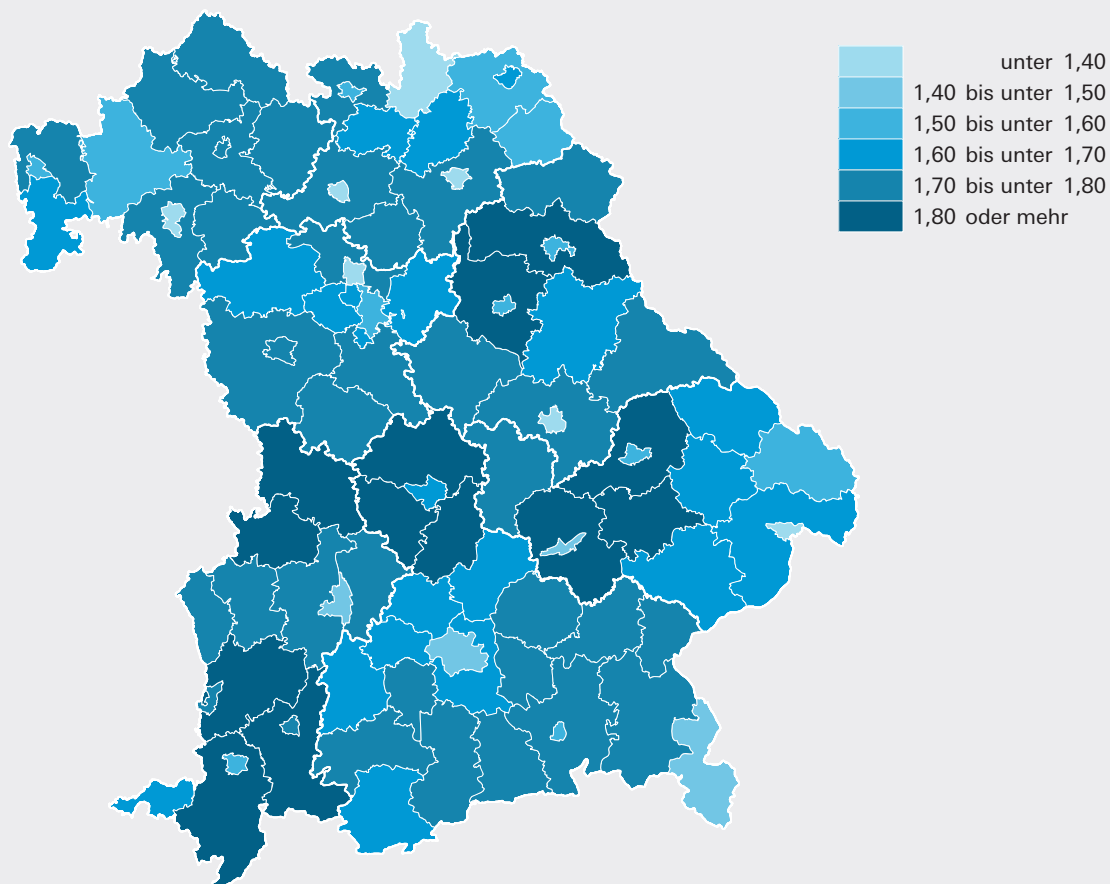 unter 1,40
1,40 bis unter 1,50
1,50 bis unter 1,60
1,60 bis unter 1,70
1,70 bis unter 1,80
1,80 oder mehr